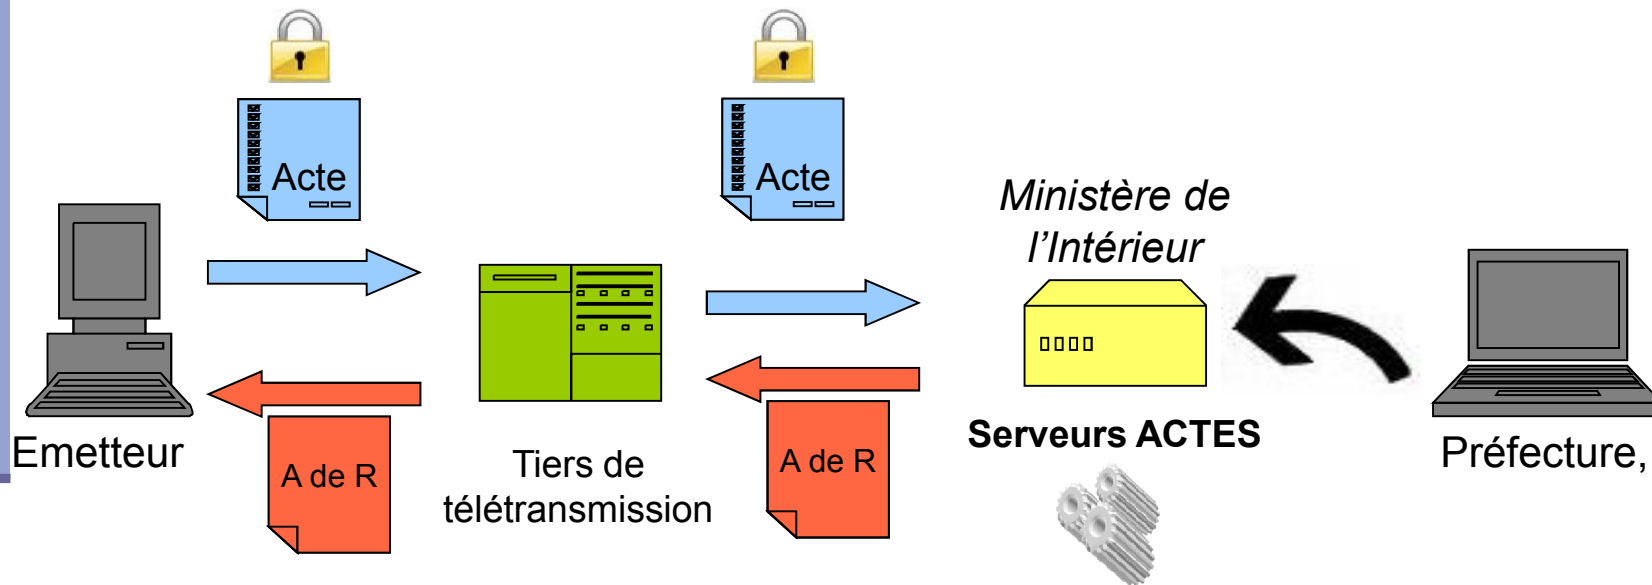 Acte
Acte
Ministère de
l'Intérieur
Emetteur
A de R
Tiers de
télétransmission
A de R
Serveurs ACTES
Préfecture,